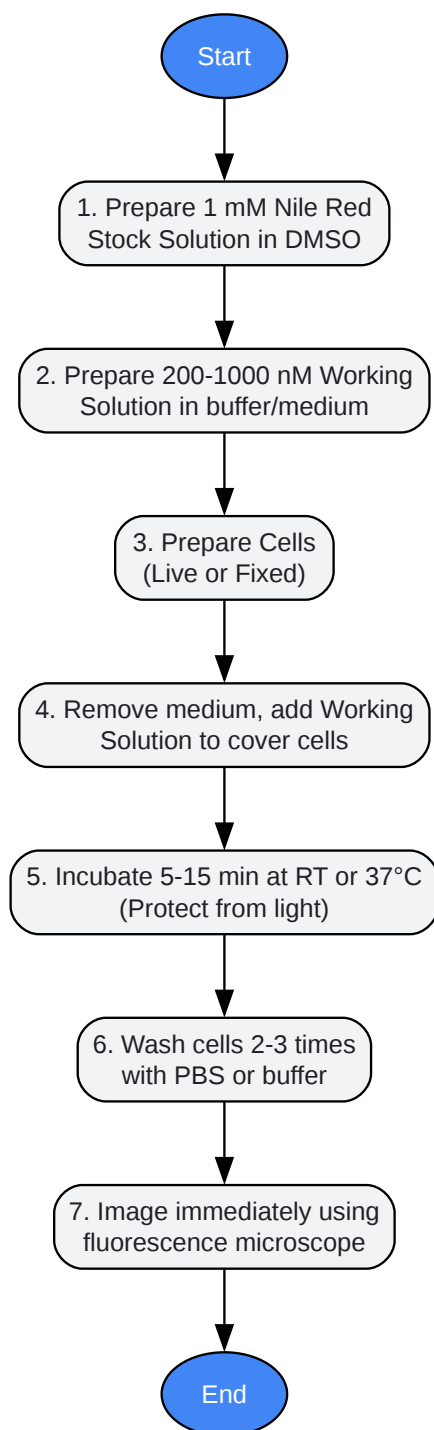 Start
1. Prepare 1 mM Nile Red
Stock Solution in DMSO
2. Prepare 200-1000 nM Working
Solution in buffer/medium
3. Prepare Cells
(Live or Fixed)
4. Remove medium, add Working
Solution to cover cells
5. Incubate 5-15 min at RT or 37°C
(Protect from light)
6. Wash cells 2-3 times
with PBS or buffer
7. Image immediately using
fluorescence microscope
End